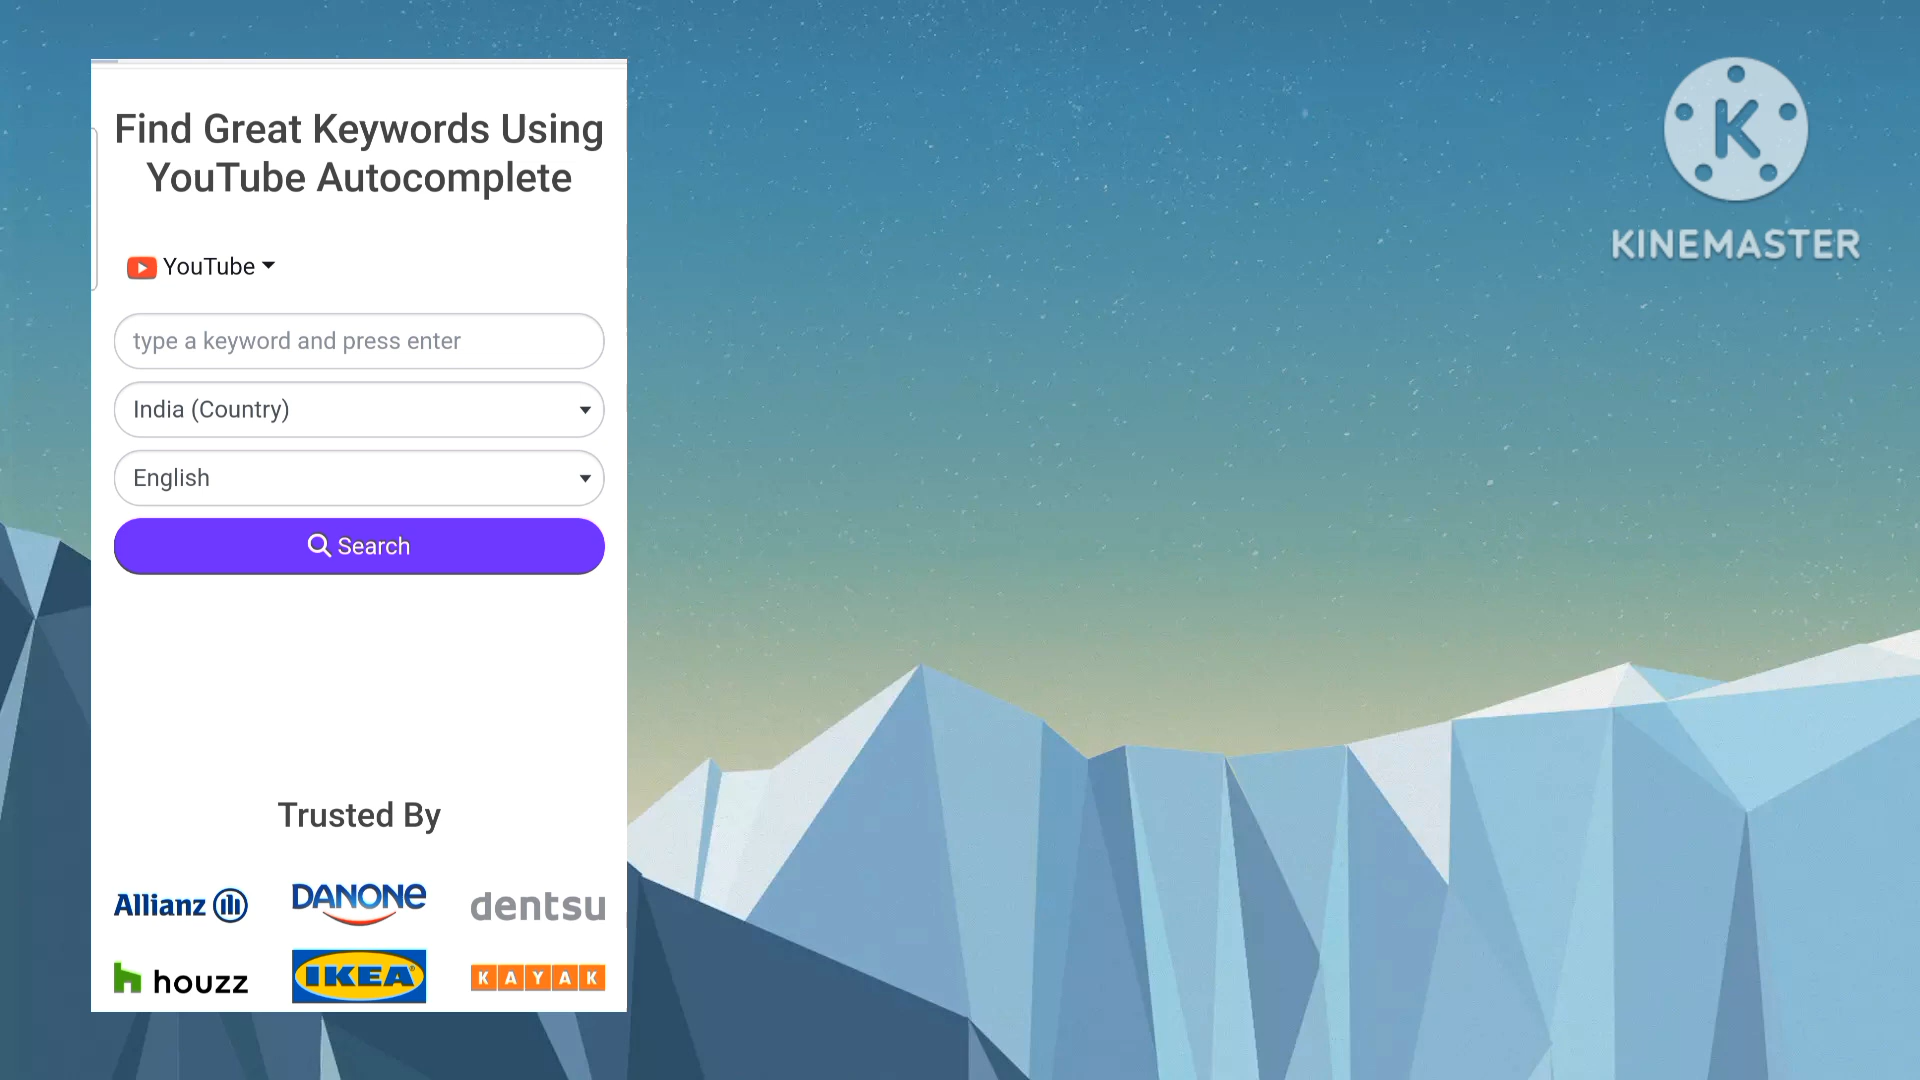 Find Great Keywords Using
YouTube Autocomplete
YouTube
type a keyword and press enter
India (Country)
English
Search
Trusted By
Allianz
DANONE
dentsu
houzz
IKEA
KAYAK
K
KINEMASTER